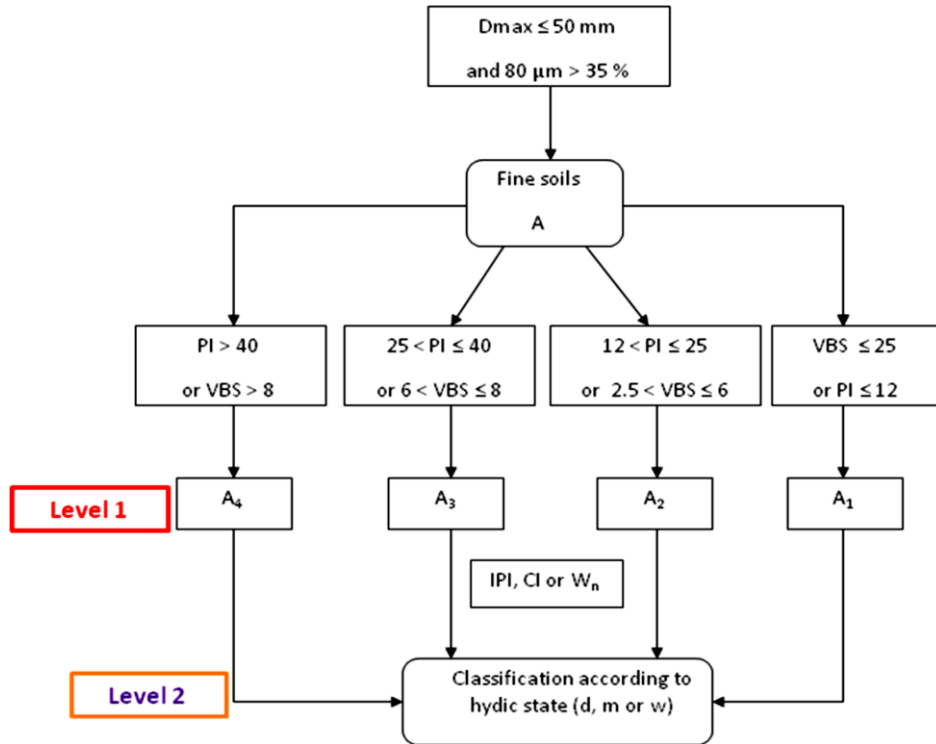 Dmax ≤ 50 mm
and 80 µm > 35 %
Fine soils
A
PI > 40
or VBS > 8
25 < PI ≤ 40
or 6 < VBS ≤ 8
12 < PI ≤ 25
or 2.5 < VBS ≤ 6
VBS ≤ 25
or PI ≤ 12
Level 1
A₄
A₃
A₂
A₁
IPI, CI or Wₙ
Level 2
Classification according to
hydic state (d, m or w)